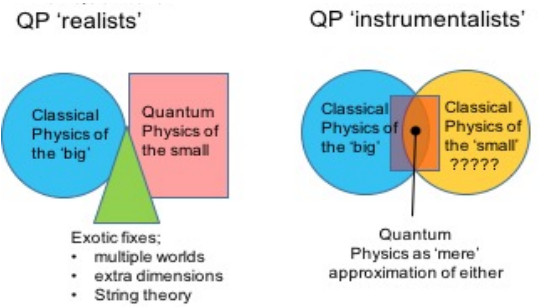 QP 'realists'
Classical
Physics of
the 'big'
Quantum
Physics of
the small
Exotic fixes;
• multiple worlds
• extra dimensions
• String theory
QP 'instrumentalists'
Classical
Physics of
the 'big'
Classical
Physics of
the 'small'
?????
Quantum
Physics as 'mere'
approximation of either